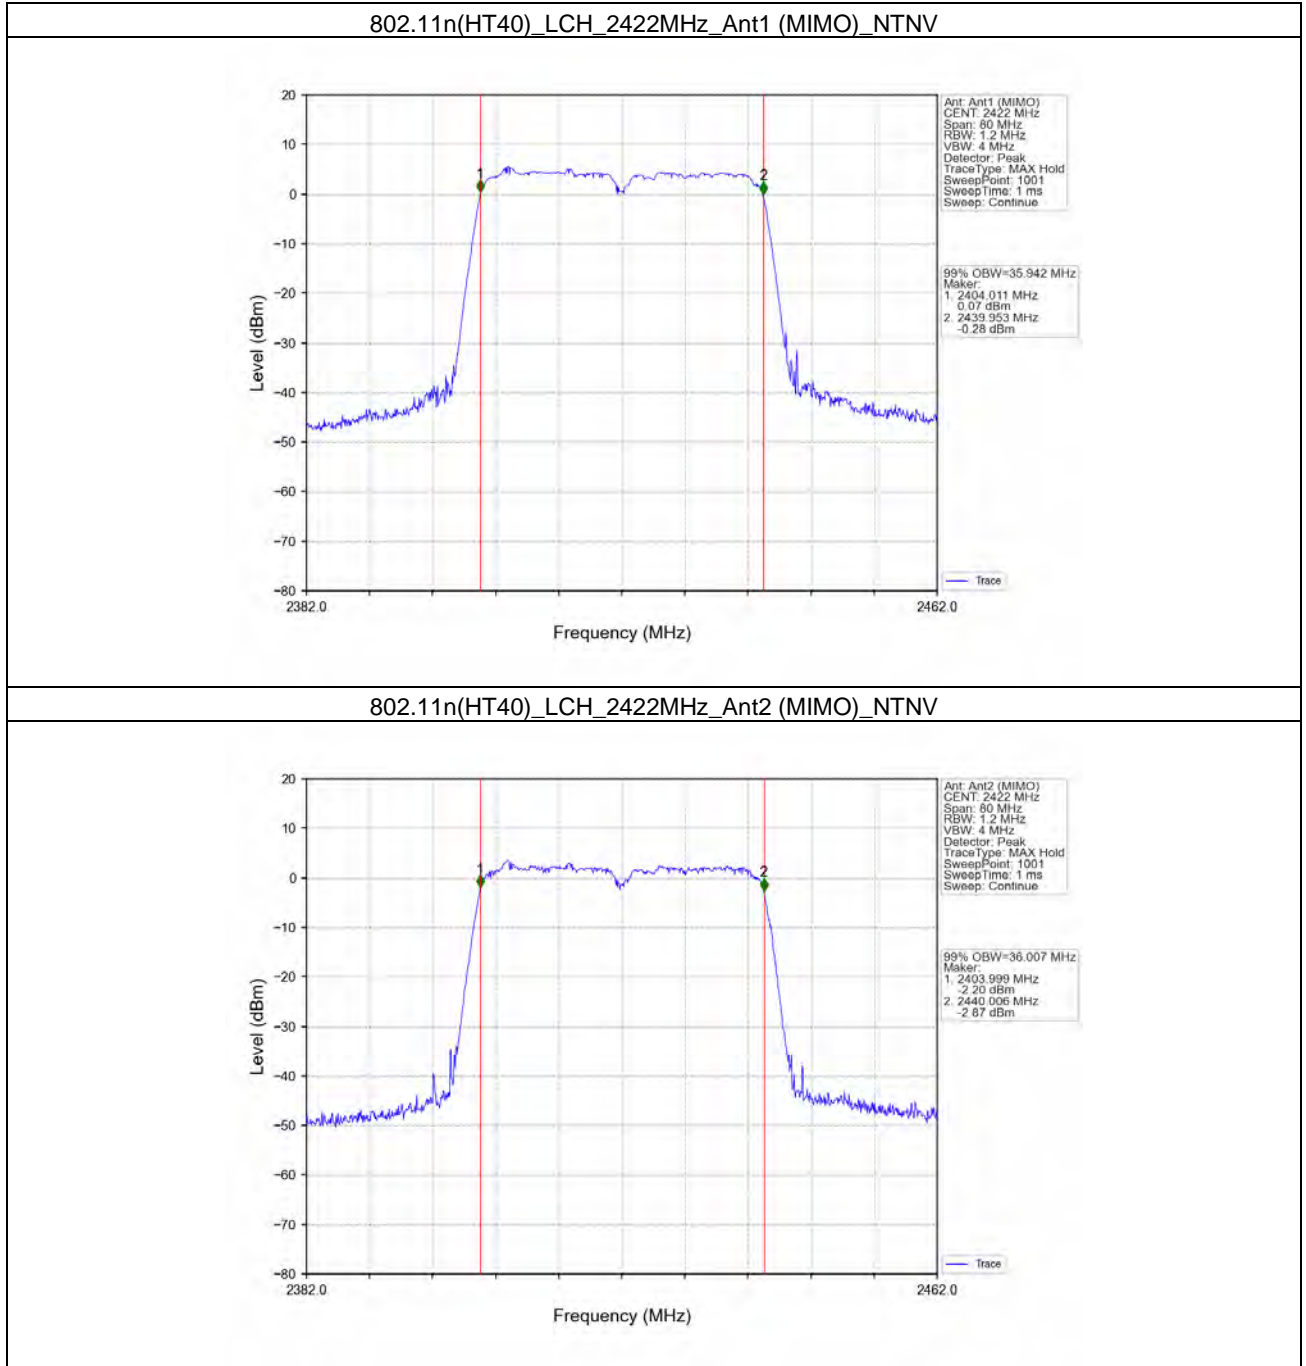 802.11n(HT40)_LCH_2422MHz_Ant1 (MIMO)_NTNV
20
10
0
−10
−20
−30
−40
−50
−60
−70
−80
Level (dBm)
1
2
Ant: Ant1 (MIMO)
CENT: 2422 MHz
Span: 80 MHz
RBW: 1.2 MHz
VBW: 4 MHz
Detector: Peak
TraceType: MAX Hold
SweepPoint: 1001
SweepTime: 1 ms
Sweep: Continue
99% OBW=35.942 MHz
Maker:
1. 2404.011 MHz
0.07 dBm
2. 2439.953 MHz
-0.28 dBm
Trace
2382.0
2462.0
Frequency (MHz)
802.11n(HT40)_LCH_2422MHz_Ant2 (MIMO)_NTNV
20
10
0
−10
−20
−30
−40
−50
−60
−70
−80
Level (dBm)
1
2
Ant: Ant2 (MIMO)
CENT: 2422 MHz
Span: 80 MHz
RBW: 1.2 MHz
VBW: 4 MHz
Detector: Peak
TraceType: MAX Hold
SweepPoint: 1001
SweepTime: 1 ms
Sweep: Continue
99% OBW=36.007 MHz
Maker:
1. 2403.999 MHz
-2.20 dBm
2. 2440.006 MHz
-2.87 dBm
Trace
2382.0
2462.0
Frequency (MHz)